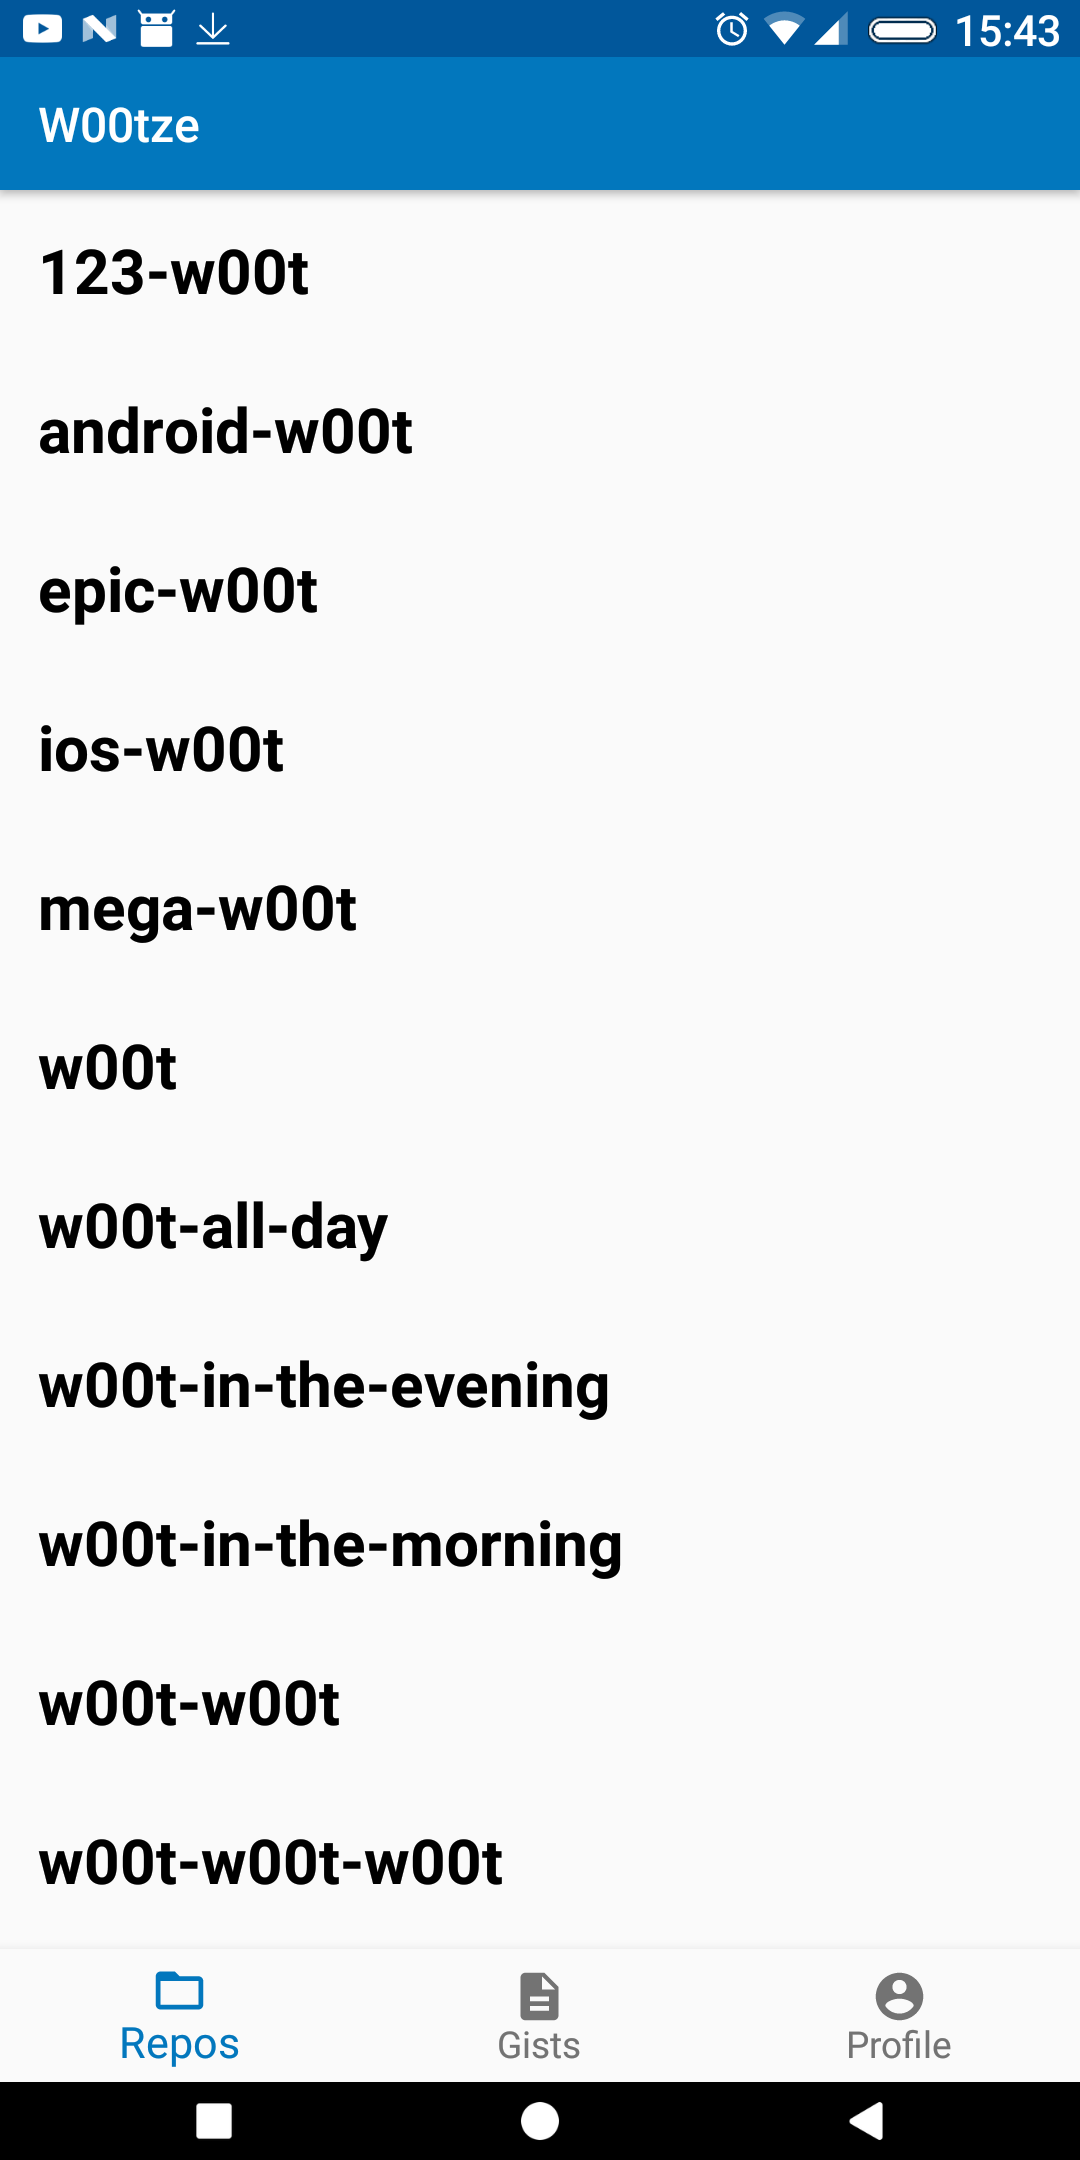 15:43
W00tze
123-w00t
android-w00t
epic-w00t
ios-w00t
mega-w00t
w00t
w00t-all-day
w00t-in-the-evening
w00t-in-the-morning
w00t-w00t
w00t-w00t-w00t
Repos
Gists
Profile